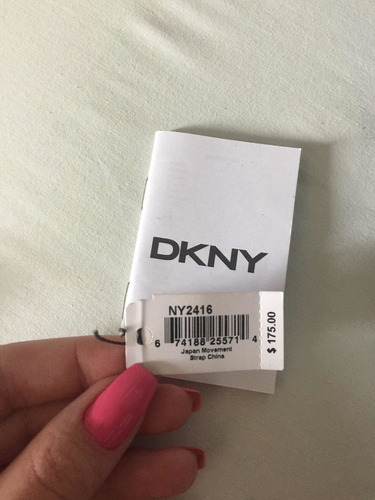 DKNY
NY2416
6 74188 25571 4
Japan Movement
Strap China
$ 175.00